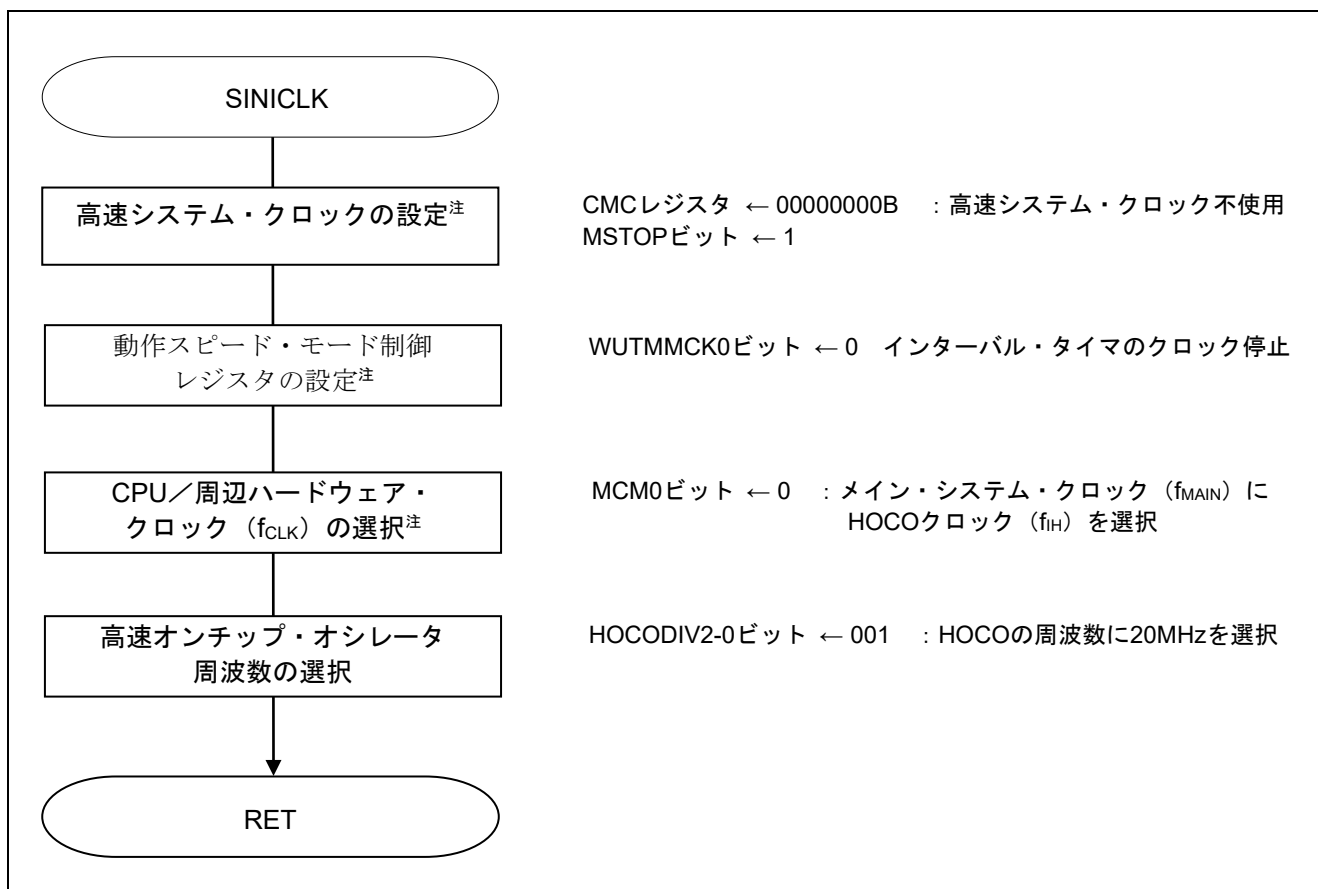 SINICLK
高速システム・クロックの設定注
CMCレジスタ ← 00000000B ：高速システム・クロック不使用
MSTOPビット ← 1
動作スピード・モード制御
レジスタの設定注
WUTMMCK0ビット ← 0 インターバル・タイマのクロック停止
CPU／周辺ハードウェア・
クロック（fCLK）の選択注
MCM0ビット ← 0 ：メイン・システム・クロック（fMAIN）に
HOCOクロック（fIH）を選択
高速オンチップ・オシレータ
周波数の選択
HOCODIV2-0ビット ← 001 ：HOCOの周波数に20MHzを選択
RET